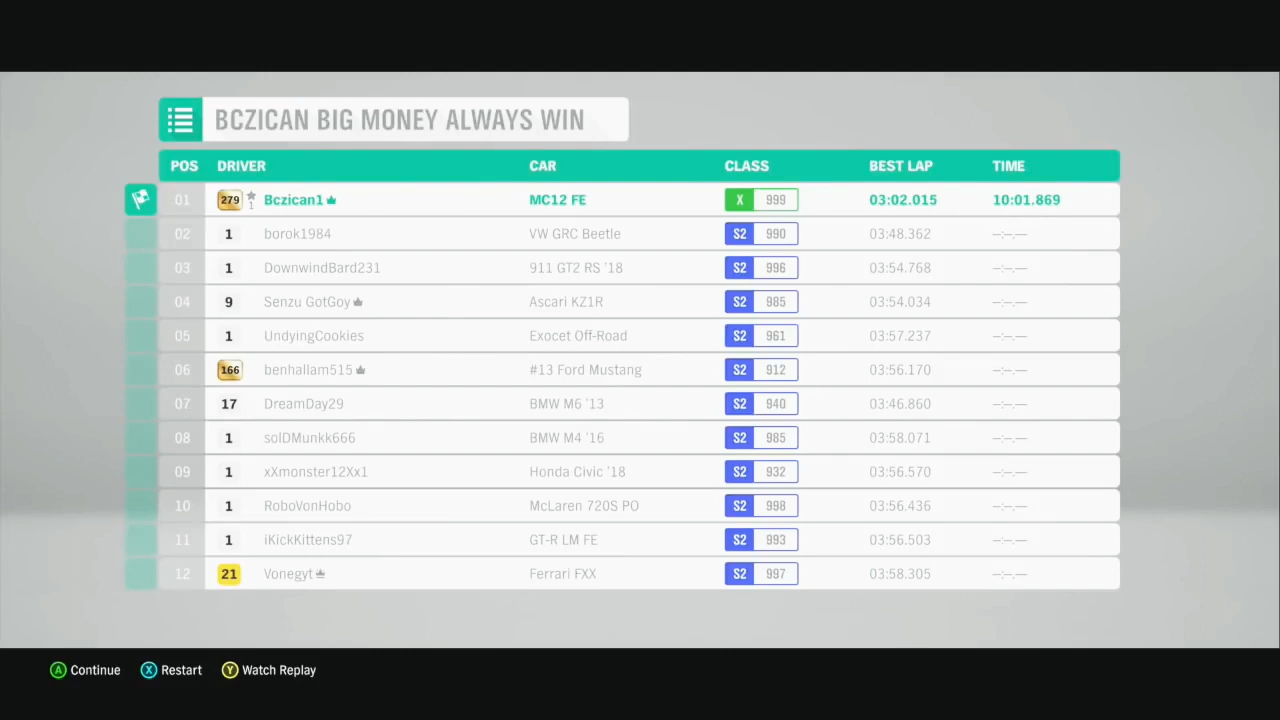 BCZICAN BIG MONEY ALWAYS WIN
POS DRIVER CAR CLASS BEST LAP TIME
01 279 1 Bczican1 MC12 FE X 999 03:02.015 10:01.869
02 1 borok1984 VW GRC Beetle S2 990 03:48.362 --:--.---
03 1 DownwindBard231 911 GT2 RS '18 S2 996 03:54.768 --:--.---
04 9 Senzu GotGoy Ascari KZ1R S2 985 03:54.034 --:--.---
05 1 UndyingCookies Exocet Off-Road S2 961 03:57.237 --:--.---
06 166 benhallam515 #13 Ford Mustang S2 912 03:56.170 --:--.---
07 17 DreamDay29 BMW M6 '13 S2 940 03:46.860 --:--.---
08 1 solDMunkk666 BMW M4 '16 S2 985 03:58.071 --:--.---
09 1 xXmonster12Xx1 Honda Civic '18 S2 932 03:56.570 --:--.---
10 1 RoboVonHobo McLaren 720S PO S2 998 03:56.436 --:--.---
11 1 iKickKittens97 GT-R LM FE S2 993 03:56.503 --:--.---
12 21 Vonegyt Ferrari FXX S2 997 03:58.305 --:--.---
A Continue X Restart Y Watch Replay